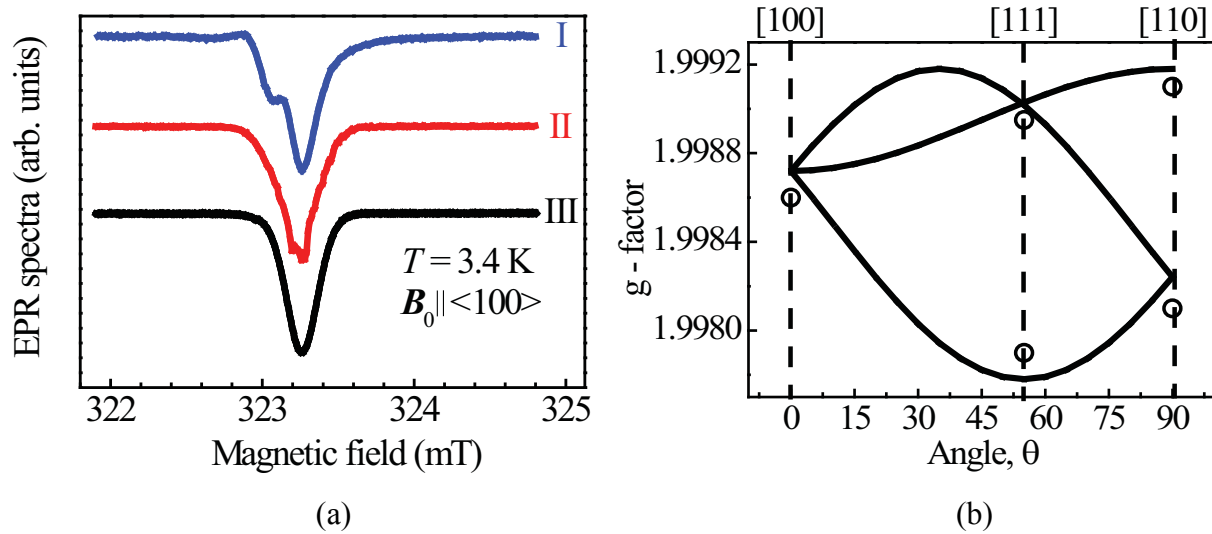 EPR spectra (arb. units)
I
II
III
T = 3.4 K
B₀ || <100>
322 323 324 325
Magnetic field (mT)
(a)
[100] [111] [110]
g - factor
1.9992
1.9988
1.9984
1.9980
0 15 30 45 60 75 90
Angle, θ
(b)